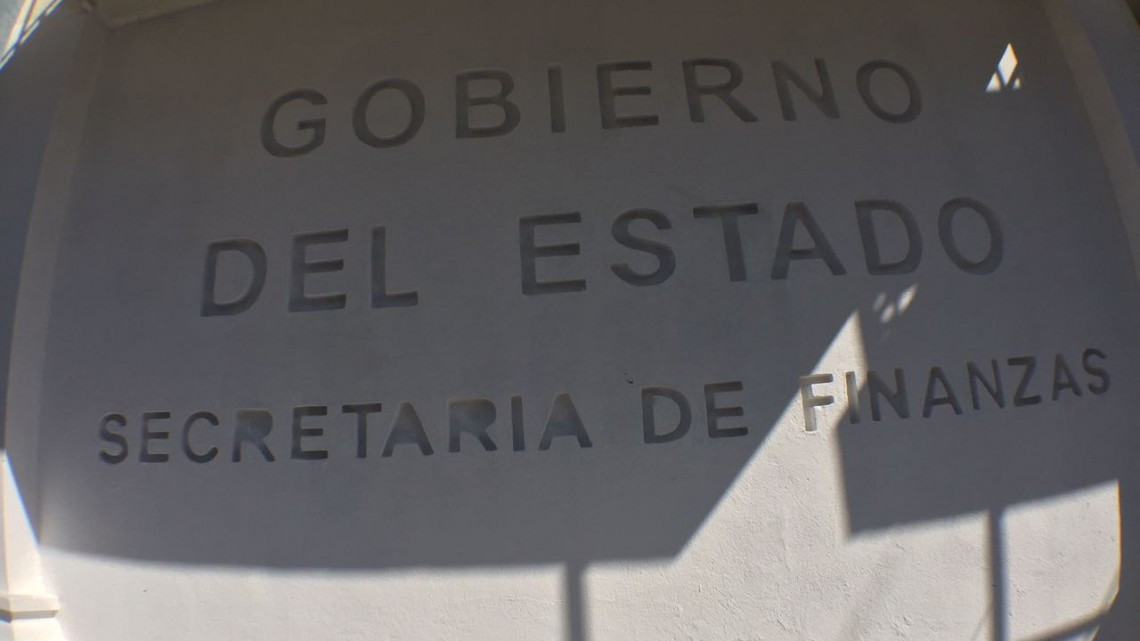 GOBIERNO
DEL ESTADO
SECRETARIA DE FINANZAS